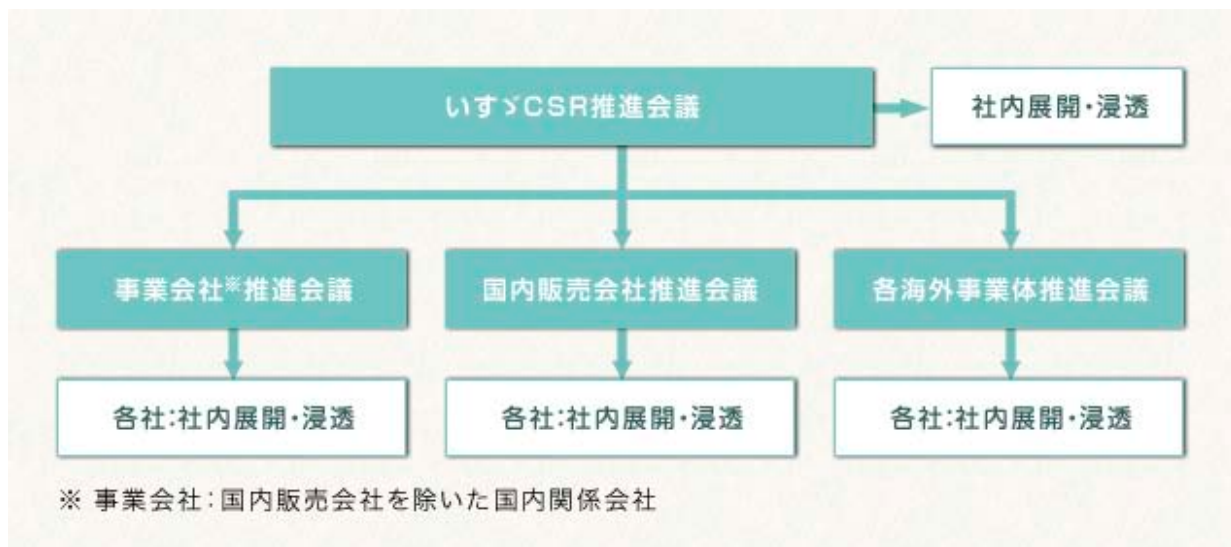 いすゞCSR推進会議
社内展開・浸透
事業会社※推進会議
国内販売会社推進会議
各海外事業体推進会議
各社:社内展開・浸透
各社:社内展開・浸透
各社:社内展開・浸透
※ 事業会社:国内販売会社を除いた国内関係会社